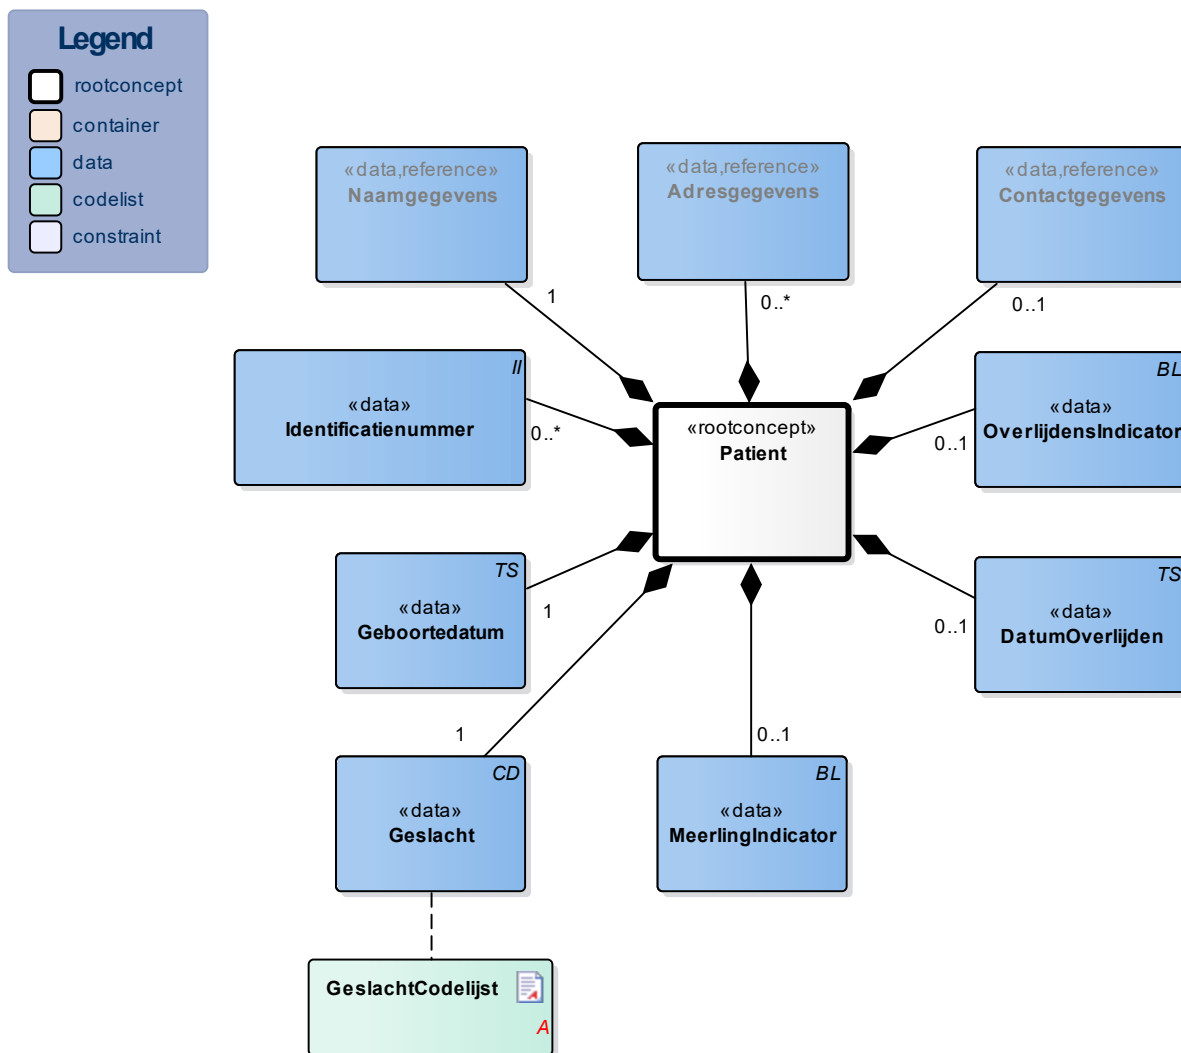 Legend
rootconcept
container
data
codelist
constraint
«data,reference»
Naamgegevens
1
«data,reference»
Adresgegevens
0..*
«data,reference»
Contactgegevens
0..1
II
«data»
Identificatienummer
0..*
«rootconcept»
Patient
BL
«data»
OverlijdensIndicator
0..1
TS
«data»
Geboortedatum
1
TS
«data»
DatumOverlijden
0..1
1
CD
«data»
Geslacht
0..1
BL
«data»
MeerlingIndicator
GeslachtCodelijst
A